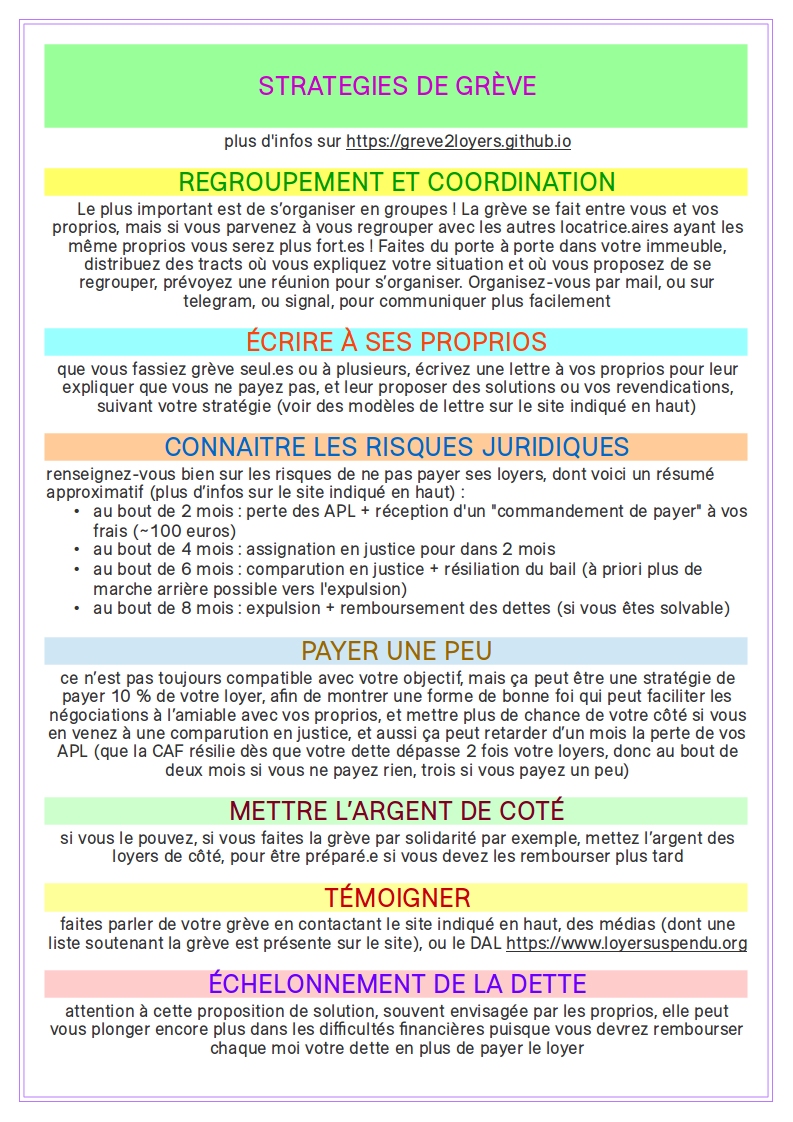 STRATEGIES DE GRÈVE
plus d'infos sur https://greve2loyers.github.io
REGROUPEMENT ET COORDINATION
Le plus important est de s’organiser en groupes ! La grève se fait entre vous et vos
proprios, mais si vous parvenez à vous regrouper avec les autres locatrice.aires ayant les
même proprios vous serez plus fort.es ! Faites du porte à porte dans votre immeuble,
distribuez des tracts où vous expliquez votre situation et où vous proposez de se
regrouper, prévoyez une réunion pour s’organiser. Organisez-vous par mail, ou sur
telegram, ou signal, pour communiquer plus facilement
ÉCRIRE À SES PROPRIOS
que vous fassiez grève seul.es ou à plusieurs, écrivez une lettre à vos proprios pour leur
expliquer que vous ne payez pas, et leur proposer des solutions ou vos revendications,
suivant votre stratégie (voir des modèles de lettre sur le site indiqué en haut)
CONNAITRE LES RISQUES JURIDIQUES
renseignez-vous bien sur les risques de ne pas payer ses loyers, dont voici un résumé
approximatif (plus d’infos sur le site indiqué en haut) :
• au bout de 2 mois : perte des APL + réception d'un "commandement de payer" à vos
frais (~100 euros)
• au bout de 4 mois : assignation en justice pour dans 2 mois
• au bout de 6 mois : comparution en justice + résiliation du bail (à priori plus de
marche arrière possible vers l'expulsion)
• au bout de 8 mois : expulsion + remboursement des dettes (si vous êtes solvable)
PAYER UNE PEU
ce n’est pas toujours compatible avec votre objectif, mais ça peut être une stratégie de
payer 10 % de votre loyer, afin de montrer une forme de bonne foi qui peut faciliter les
négociations à l’amiable avec vos proprios, et mettre plus de chance de votre côté si vous
en venez à une comparution en justice, et aussi ça peut retarder d’un mois la perte de vos
APL (que la CAF résilie dès que votre dette dépasse 2 fois votre loyers, donc au bout de
deux mois si vous ne payez rien, trois si vous payez un peu)
METTRE L’ARGENT DE COTÉ
si vous le pouvez, si vous faites la grève par solidarité par exemple, mettez l’argent des
loyers de côté, pour être préparé.e si vous devez les rembourser plus tard
TÉMOIGNER
faites parler de votre grève en contactant le site indiqué en haut, des médias (dont une
liste soutenant la grève est présente sur le site), ou le DAL https://www.loyersuspendu.org
ÉCHELONNEMENT DE LA DETTE
attention à cette proposition de solution, souvent envisagée par les proprios, elle peut
vous plonger encore plus dans les difficultés financières puisque vous devrez rembourser
chaque moi votre dette en plus de payer le loyer